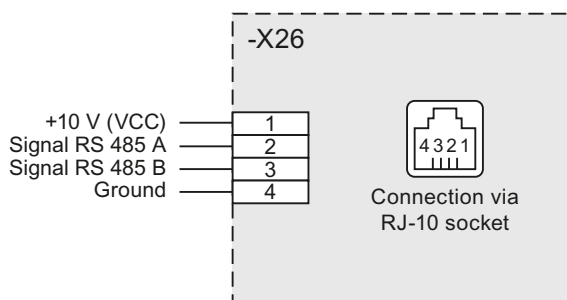 -X26
+10 V (VCC) 1
Signal RS 485 A 2
Signal RS 485 B 3
Ground 4
4321
Connection via
RJ-10 socket